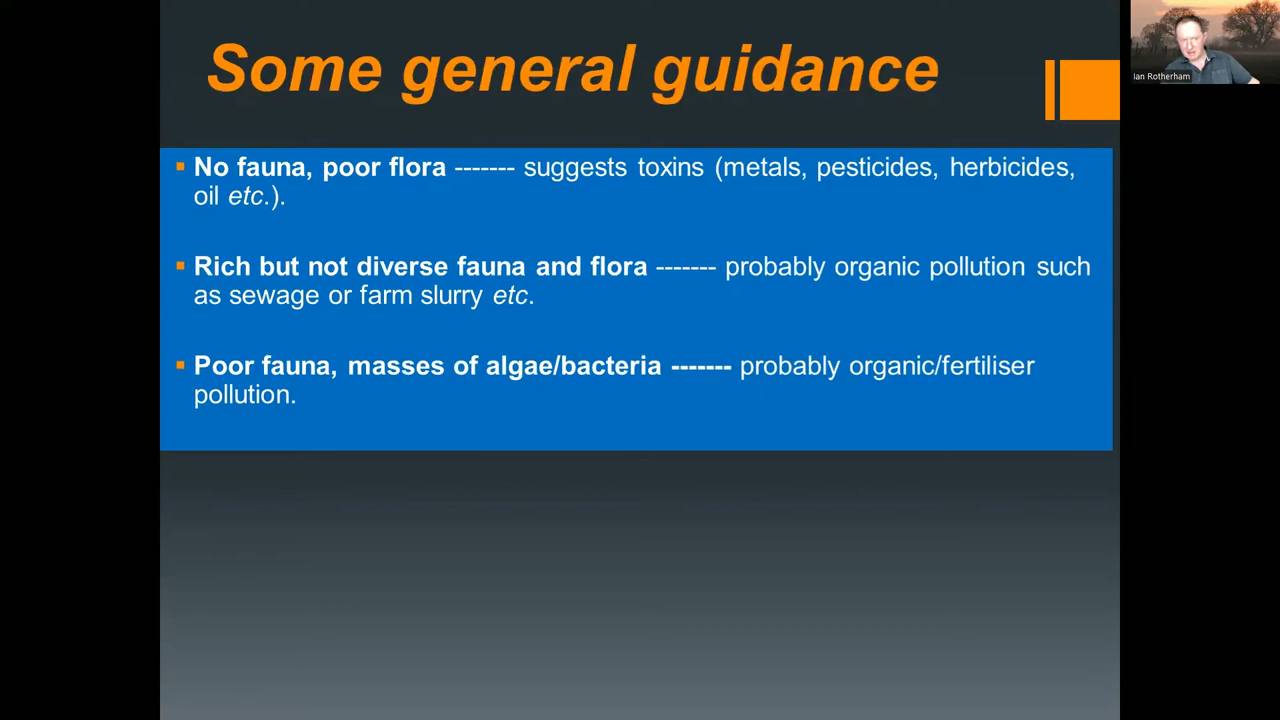 Some general guidance
Ian Rotherham
▪ No fauna, poor flora ------- suggests toxins (metals, pesticides, herbicides,
oil etc.).
▪ Rich but not diverse fauna and flora ------- probably organic pollution such
as sewage or farm slurry etc.
▪ Poor fauna, masses of algae/bacteria ------- probably organic/fertiliser
pollution.